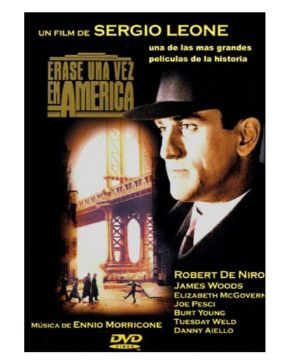 UN FILM DE SERGIO LEONE
una de las mas grandes
películas de la historia
ERASE UNA VEZ
EN AMERICA
ROBERT DE NIRO
JAMES WOODS
ELIZABETH MCGOVERN
JOE PESCI
BURT YOUNG
TUESDAY WELD
DANNY AIELLO
MÚSICA DE ENNIO MORRICONE
DVD
VIDEO